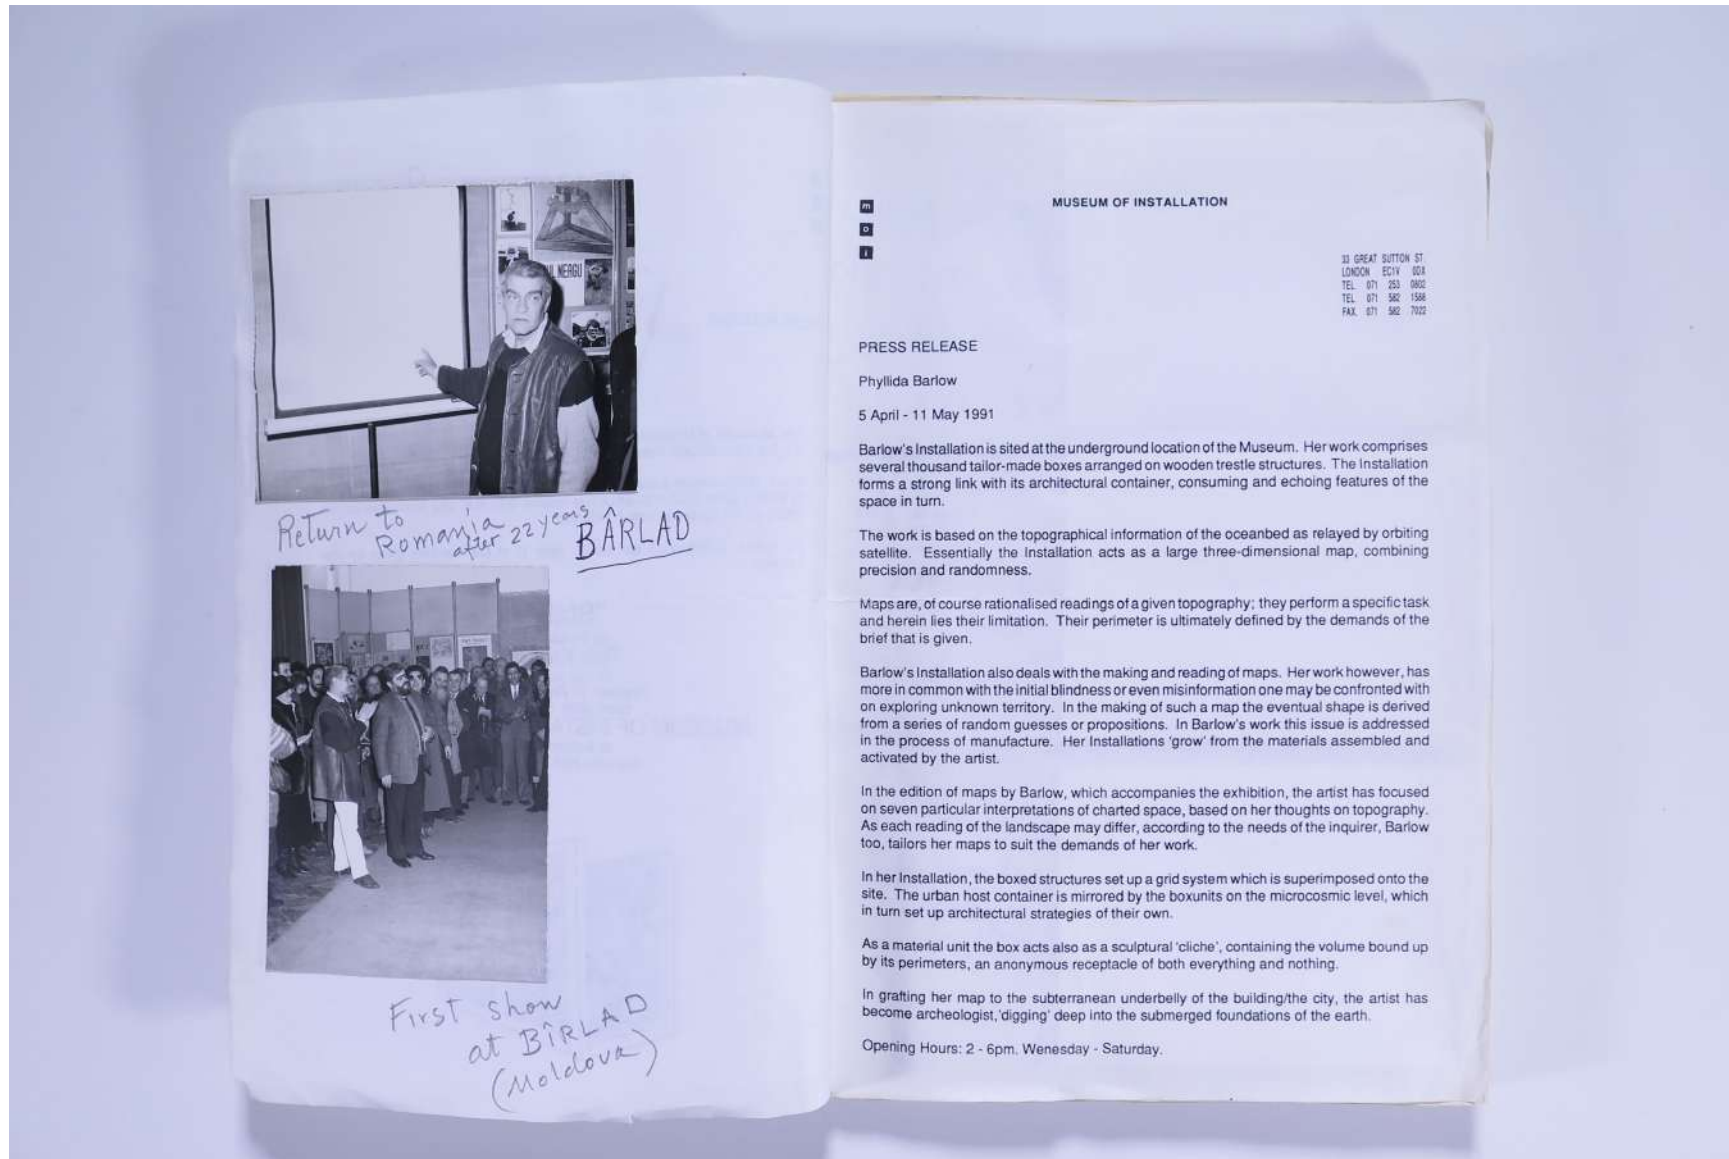 UL NEAGU
Return to
Romania
after 22 years
BÂRLAD
First show
at BÎRLAD
(Moldova)
m
o
i
MUSEUM OF INSTALLATION
33 GREAT SUTTON ST.
LONDON EC1V 0DX
TEL 071 253 0802
TEL 071 582 1588
FAX. 071 582 7022
PRESS RELEASE
Phyllida Barlow
5 April - 11 May 1991
Barlow's Installation is sited at the underground location of the Museum. Her work comprises
several thousand tailor-made boxes arranged on wooden trestle structures. The Installation
forms a strong link with its architectural container, consuming and echoing features of the
space in turn.
The work is based on the topographical information of the oceanbed as relayed by orbiting
satellite. Essentially the Installation acts as a large three-dimensional map, combining
precision and randomness.
Maps are, of course rationalised readings of a given topography; they perform a specific task
and herein lies their limitation. Their perimeter is ultimately defined by the demands of the
brief that is given.
Barlow's Installation also deals with the making and reading of maps. Her work however, has
more in common with the initial blindness or even misinformation one may be confronted with
on exploring unknown territory. In the making of such a map the eventual shape is derived
from a series of random guesses or propositions. In Barlow's work this issue is addressed
in the process of manufacture. Her Installations 'grow' from the materials assembled and
activated by the artist.
In the edition of maps by Barlow, which accompanies the exhibition, the artist has focused
on seven particular interpretations of charted space, based on her thoughts on topography.
As each reading of the landscape may differ, according to the needs of the inquirer, Barlow
too, tailors her maps to suit the demands of her work.
In her Installation, the boxed structures set up a grid system which is superimposed onto the
site. The urban host container is mirrored by the boxunits on the microcosmic level, which
in turn set up architectural strategies of their own.
As a material unit the box acts also as a sculptural 'cliche', containing the volume bound up
by its perimeters, an anonymous receptacle of both everything and nothing.
In grafting her map to the subterranean underbelly of the building/the city, the artist has
become archeologist,'digging' deep into the submerged foundations of the earth.
Opening Hours: 2 - 6pm. Wenesday - Saturday.